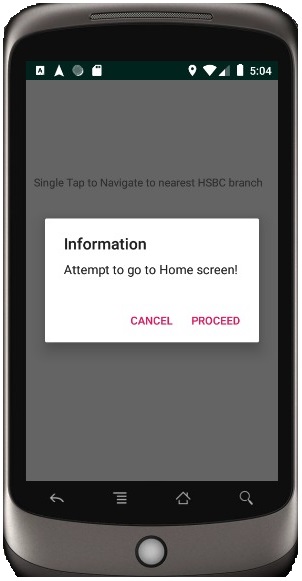 5:04
Single Tap to Navigate to nearest HSBC branch
Information
Attempt to go to Home screen!
CANCEL PROCEED